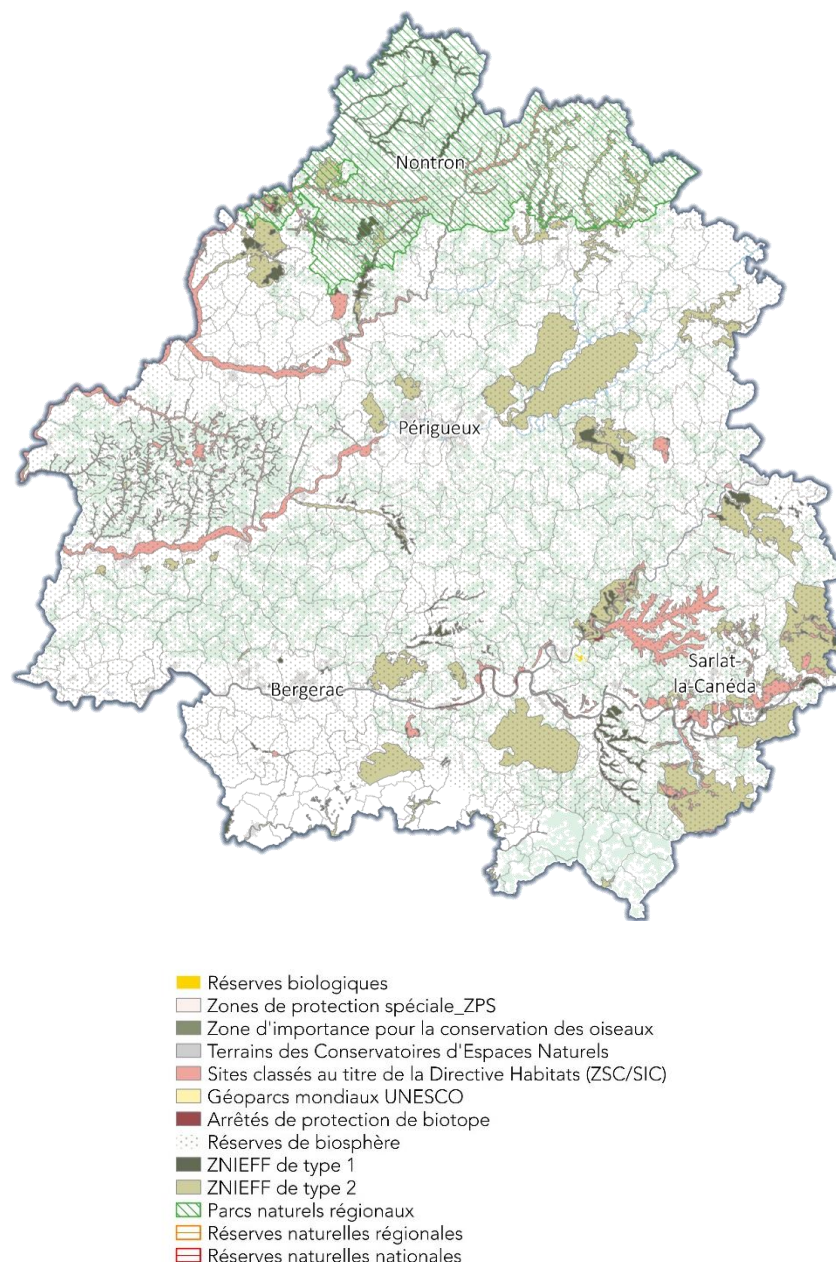 Nontron
Périgueux
Sarlat-
la-Canéda
Bergerac
Réserves biologiques
Zones de protection spéciale_ZPS
Zone d'importance pour la conservation des oiseaux
Terrains des Conservatoires d'Espaces Naturels
Sites classés au titre de la Directive Habitats (ZSC/SIC)
Géoparcs mondiaux UNESCO
Arrêtés de protection de biotope
Réserves de biosphère
ZNIEFF de type 1
ZNIEFF de type 2
Parcs naturels régionaux
Réserves naturelles régionales
Réserves naturelles nationales